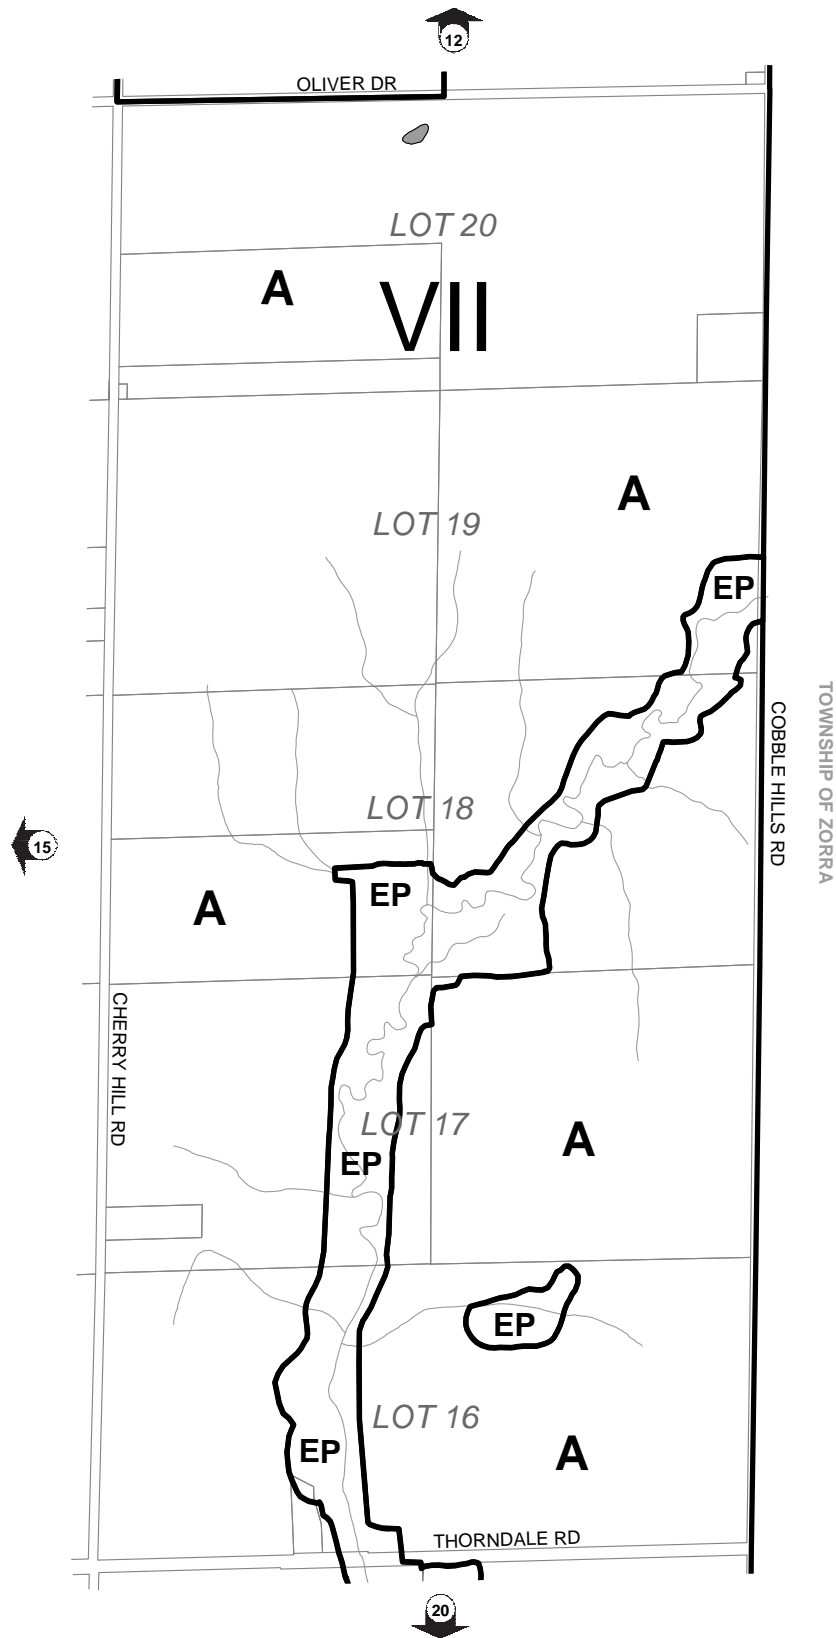 12
OLIVER DR
LOT 20
A
VII
A
LOT 19
EP
TOWNSHIP OF ZORRA
COBBLE HILLS RD
LOT 18
15
EP
A
CHERRY HILL RD
LOT 17
A
EP
EP
LOT 16
EP
A
THORNDALE RD
20